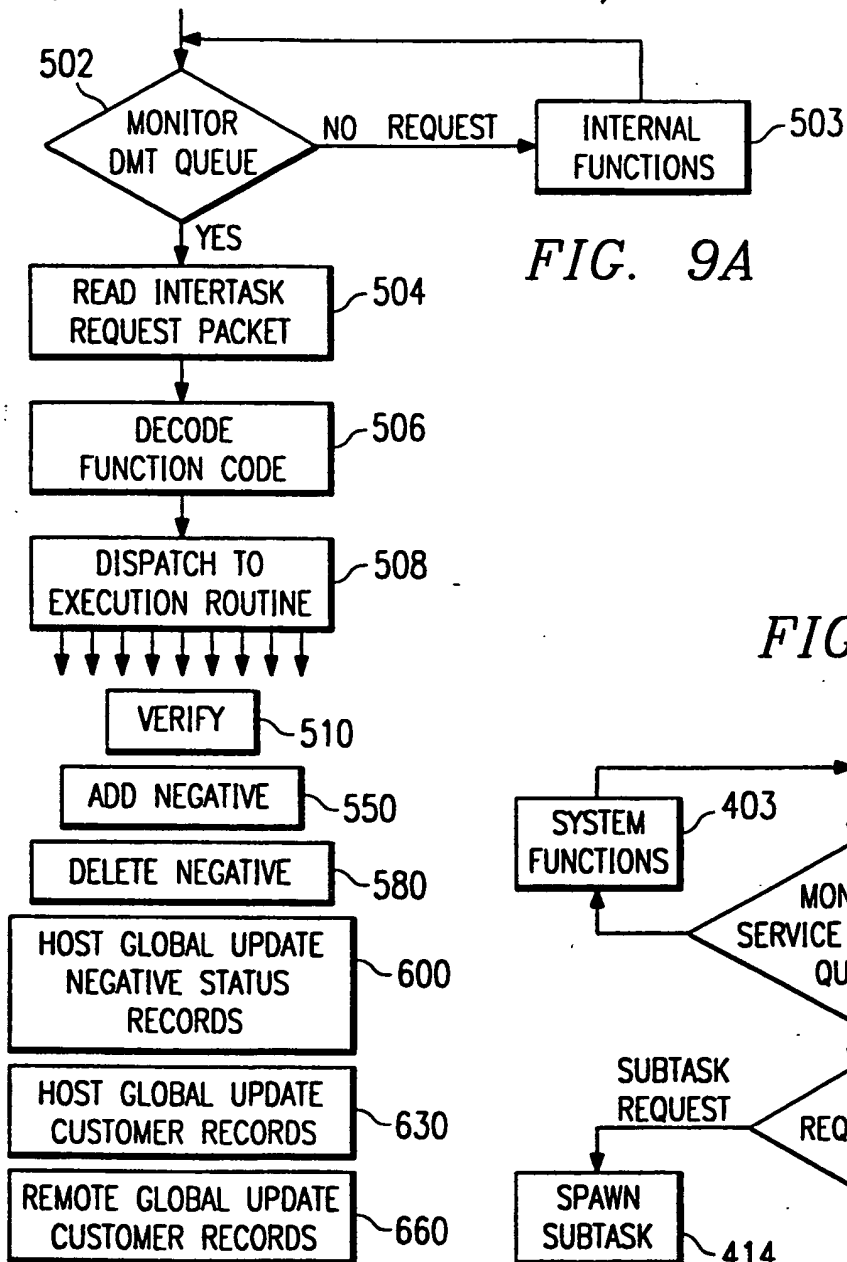 502
MONITOR
DMT QUEUE
NO REQUEST
INTERNAL
FUNCTIONS
503
YES
FIG. 9A
READ INTERTASK
REQUEST PACKET
504
DECODE
FUNCTION CODE
506
DISPATCH TO
EXECUTION ROUTINE
508
VERIFY
510
ADD NEGATIVE
550
DELETE NEGATIVE
580
HOST GLOBAL UPDATE
NEGATIVE STATUS
RECORDS
600
HOST GLOBAL UPDATE
CUSTOMER RECORDS
630
REMOTE GLOBAL UPDATE
CUSTOMER RECORDS
660
FIG
SYSTEM
FUNCTIONS
403
MON
SERVICE
QU
SUBTASK
REQUEST
REQ
SPAWN
SUBTASK
414